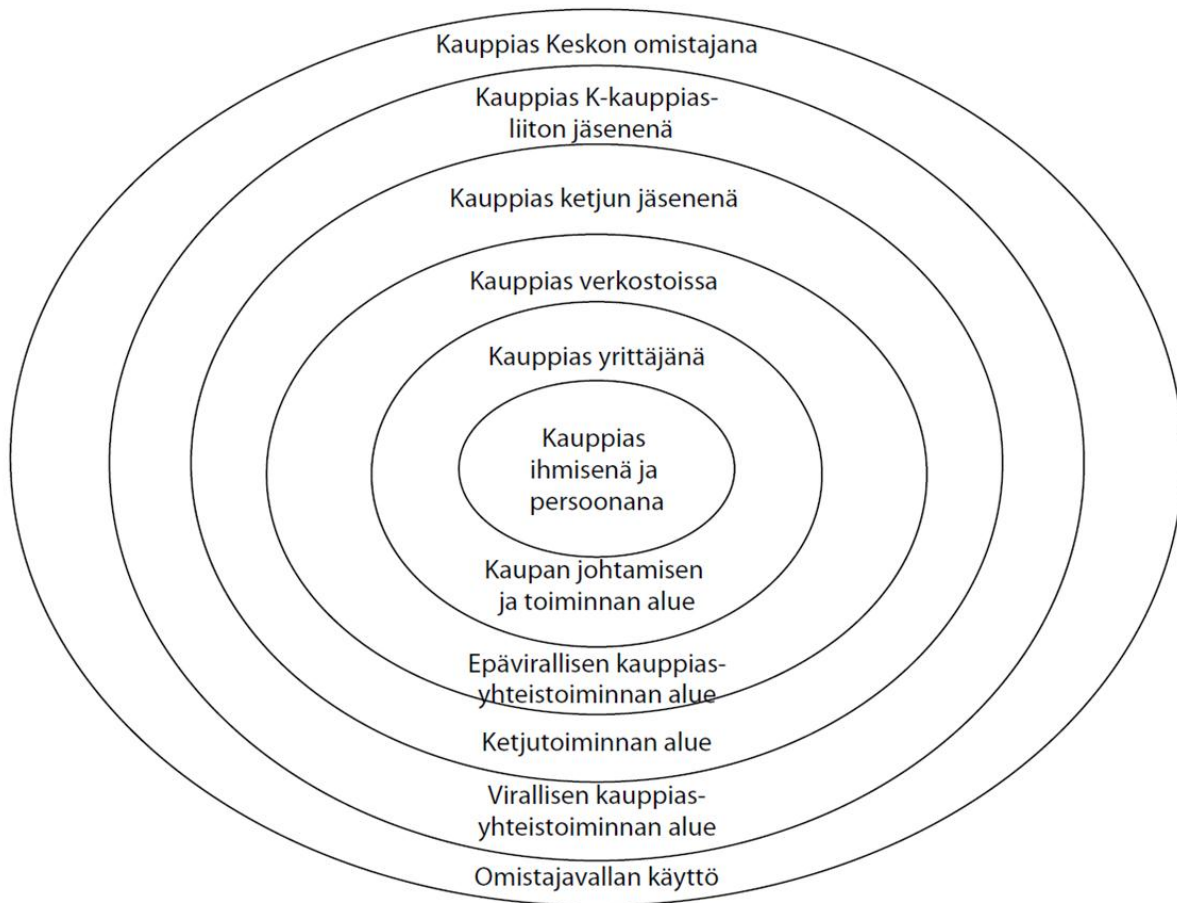 Kauppias Keskon omistajana
Kauppias K-kauppias-
liiton jäsenenä
Kauppias ketjun jäsenenä
Kauppias verkostoissa
Kauppias yrittäjänä
Kauppias
ihmisenä ja
persoonana
Kaupan johtamisen
ja toiminnan alue
Epävirallisen kauppias-
yhteistoiminnan alue
Ketjutoiminnan alue
Virallisen kauppias-
yhteistoiminnan alue
Omistajavallan käyttö